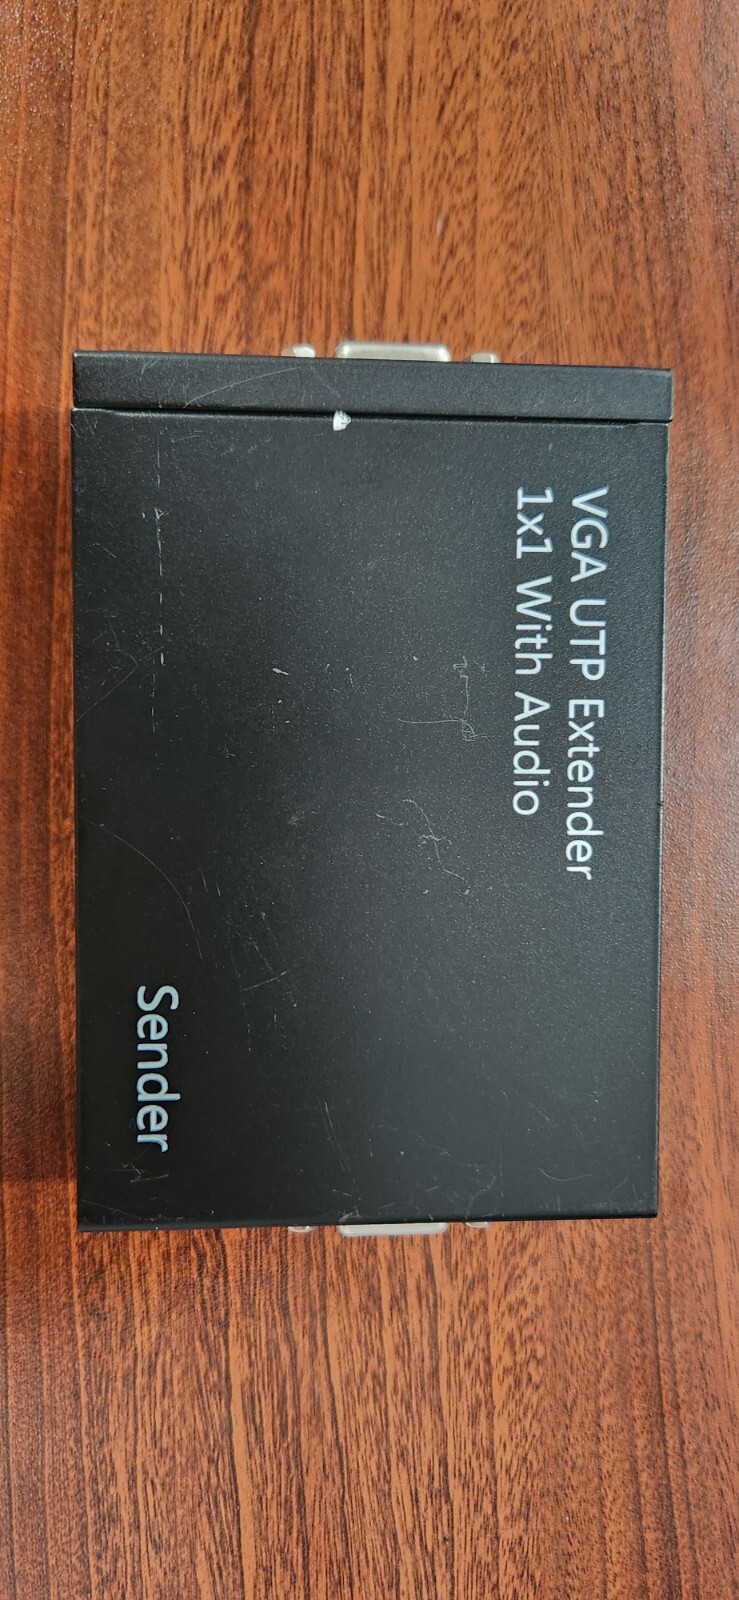 VGA UTP Extender
1x1 With Audio
Sender